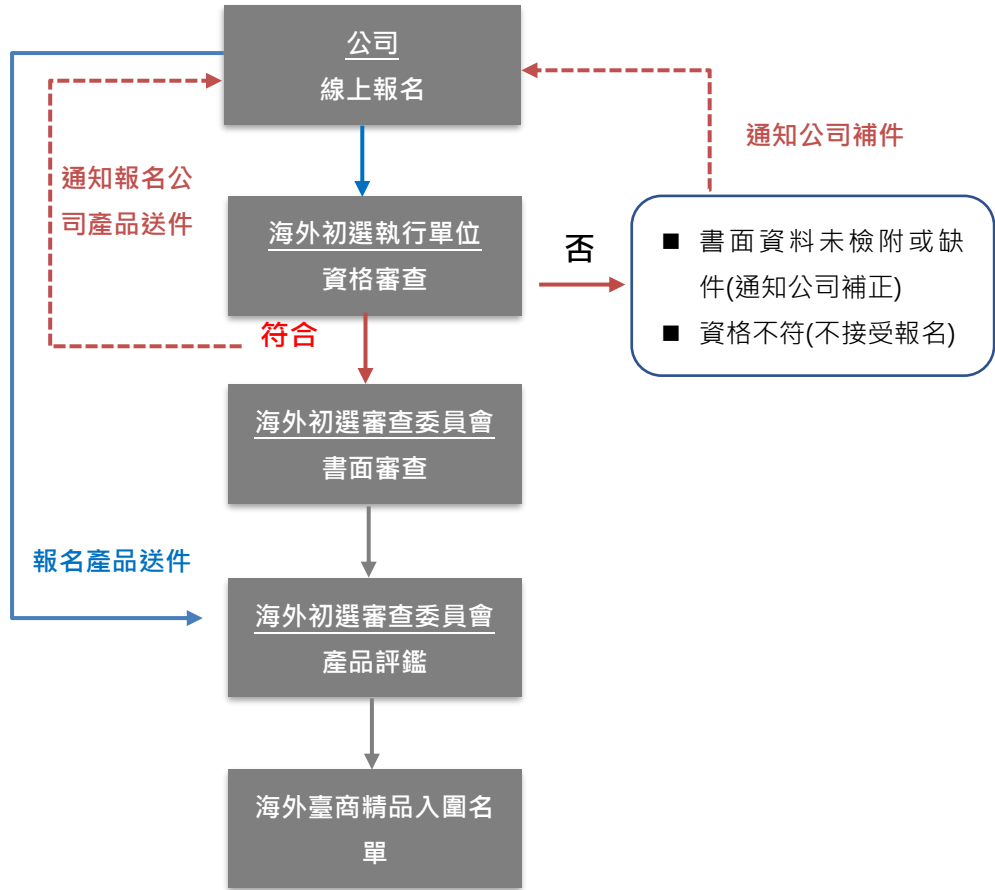 公司
線上報名
通知公司補件
通知報名公
司產品送件
海外初選執行單位
資格審查
否
■ 書面資料未檢附或缺
件(通知公司補正)
■ 資格不符(不接受報名)
符合
海外初選審查委員會
書面審查
報名產品送件
海外初選審查委員會
產品評鑑
海外臺商精品入圍名
單